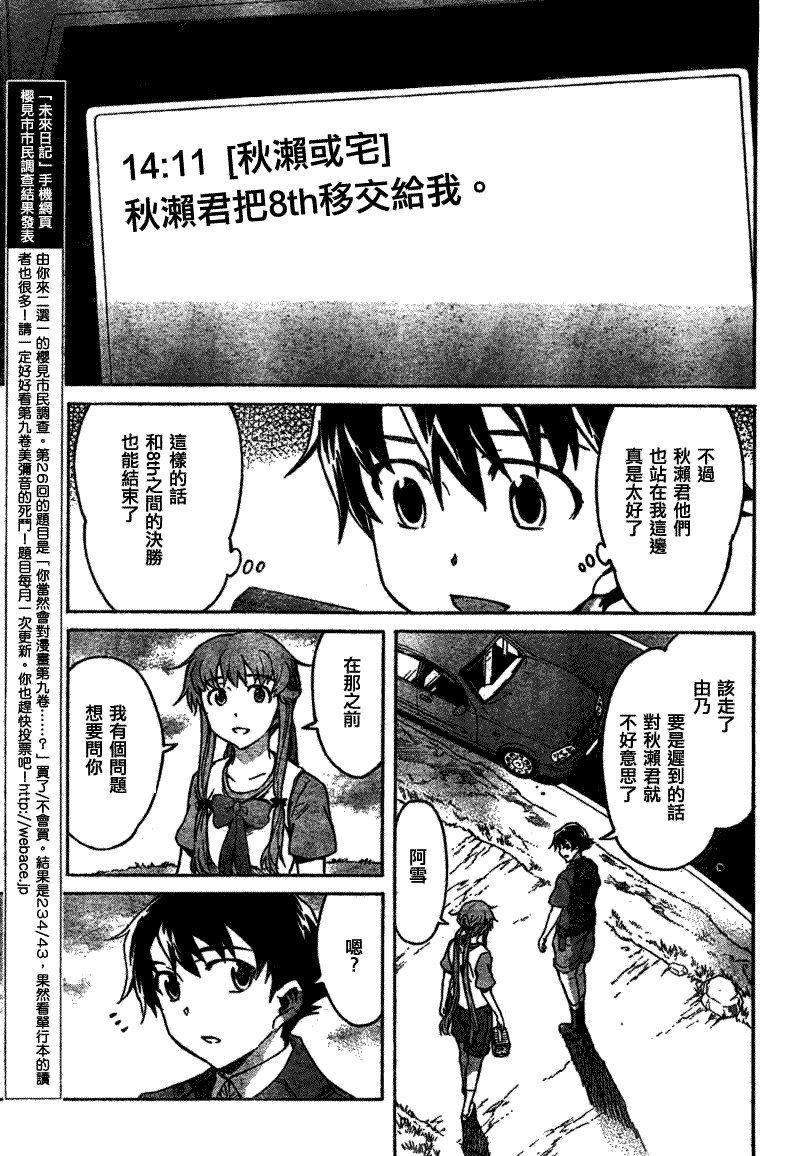 14:11 [秋瀨或宅]
秋瀨君把8th移交給我。
不過
秋瀨君他們
也站在我這邊
真是太好了
這樣的話
和8th之間的決勝
也能結束了
該走了
由乃
要是遲到的話
對秋瀨君就
不好意思了
阿雪
在那之前
我有個問題
想要問你
嗯?
「未來日記」手機網頁
櫻見市市民調查結果發表
由你來二選一的櫻見市民調查。第26回的題目是「你當然會對漫畫第九卷……?」買了/不會買。結果是234/43,果然看單行本的讀
者也很多!請一定好好看第九卷美彌音的死鬥!題目每月一次更新。你也趕快投票吧!http://webace.jp